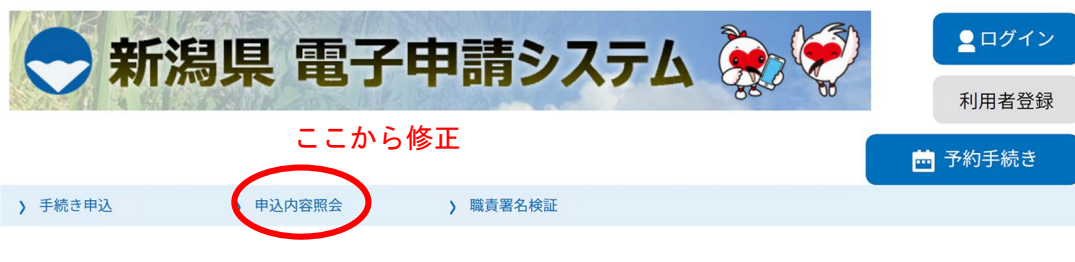 新潟県 電子申請システム
ログイン
利用者登録
ここから修正
予約手続き
手続き申込
申込内容照会
職責署名検証